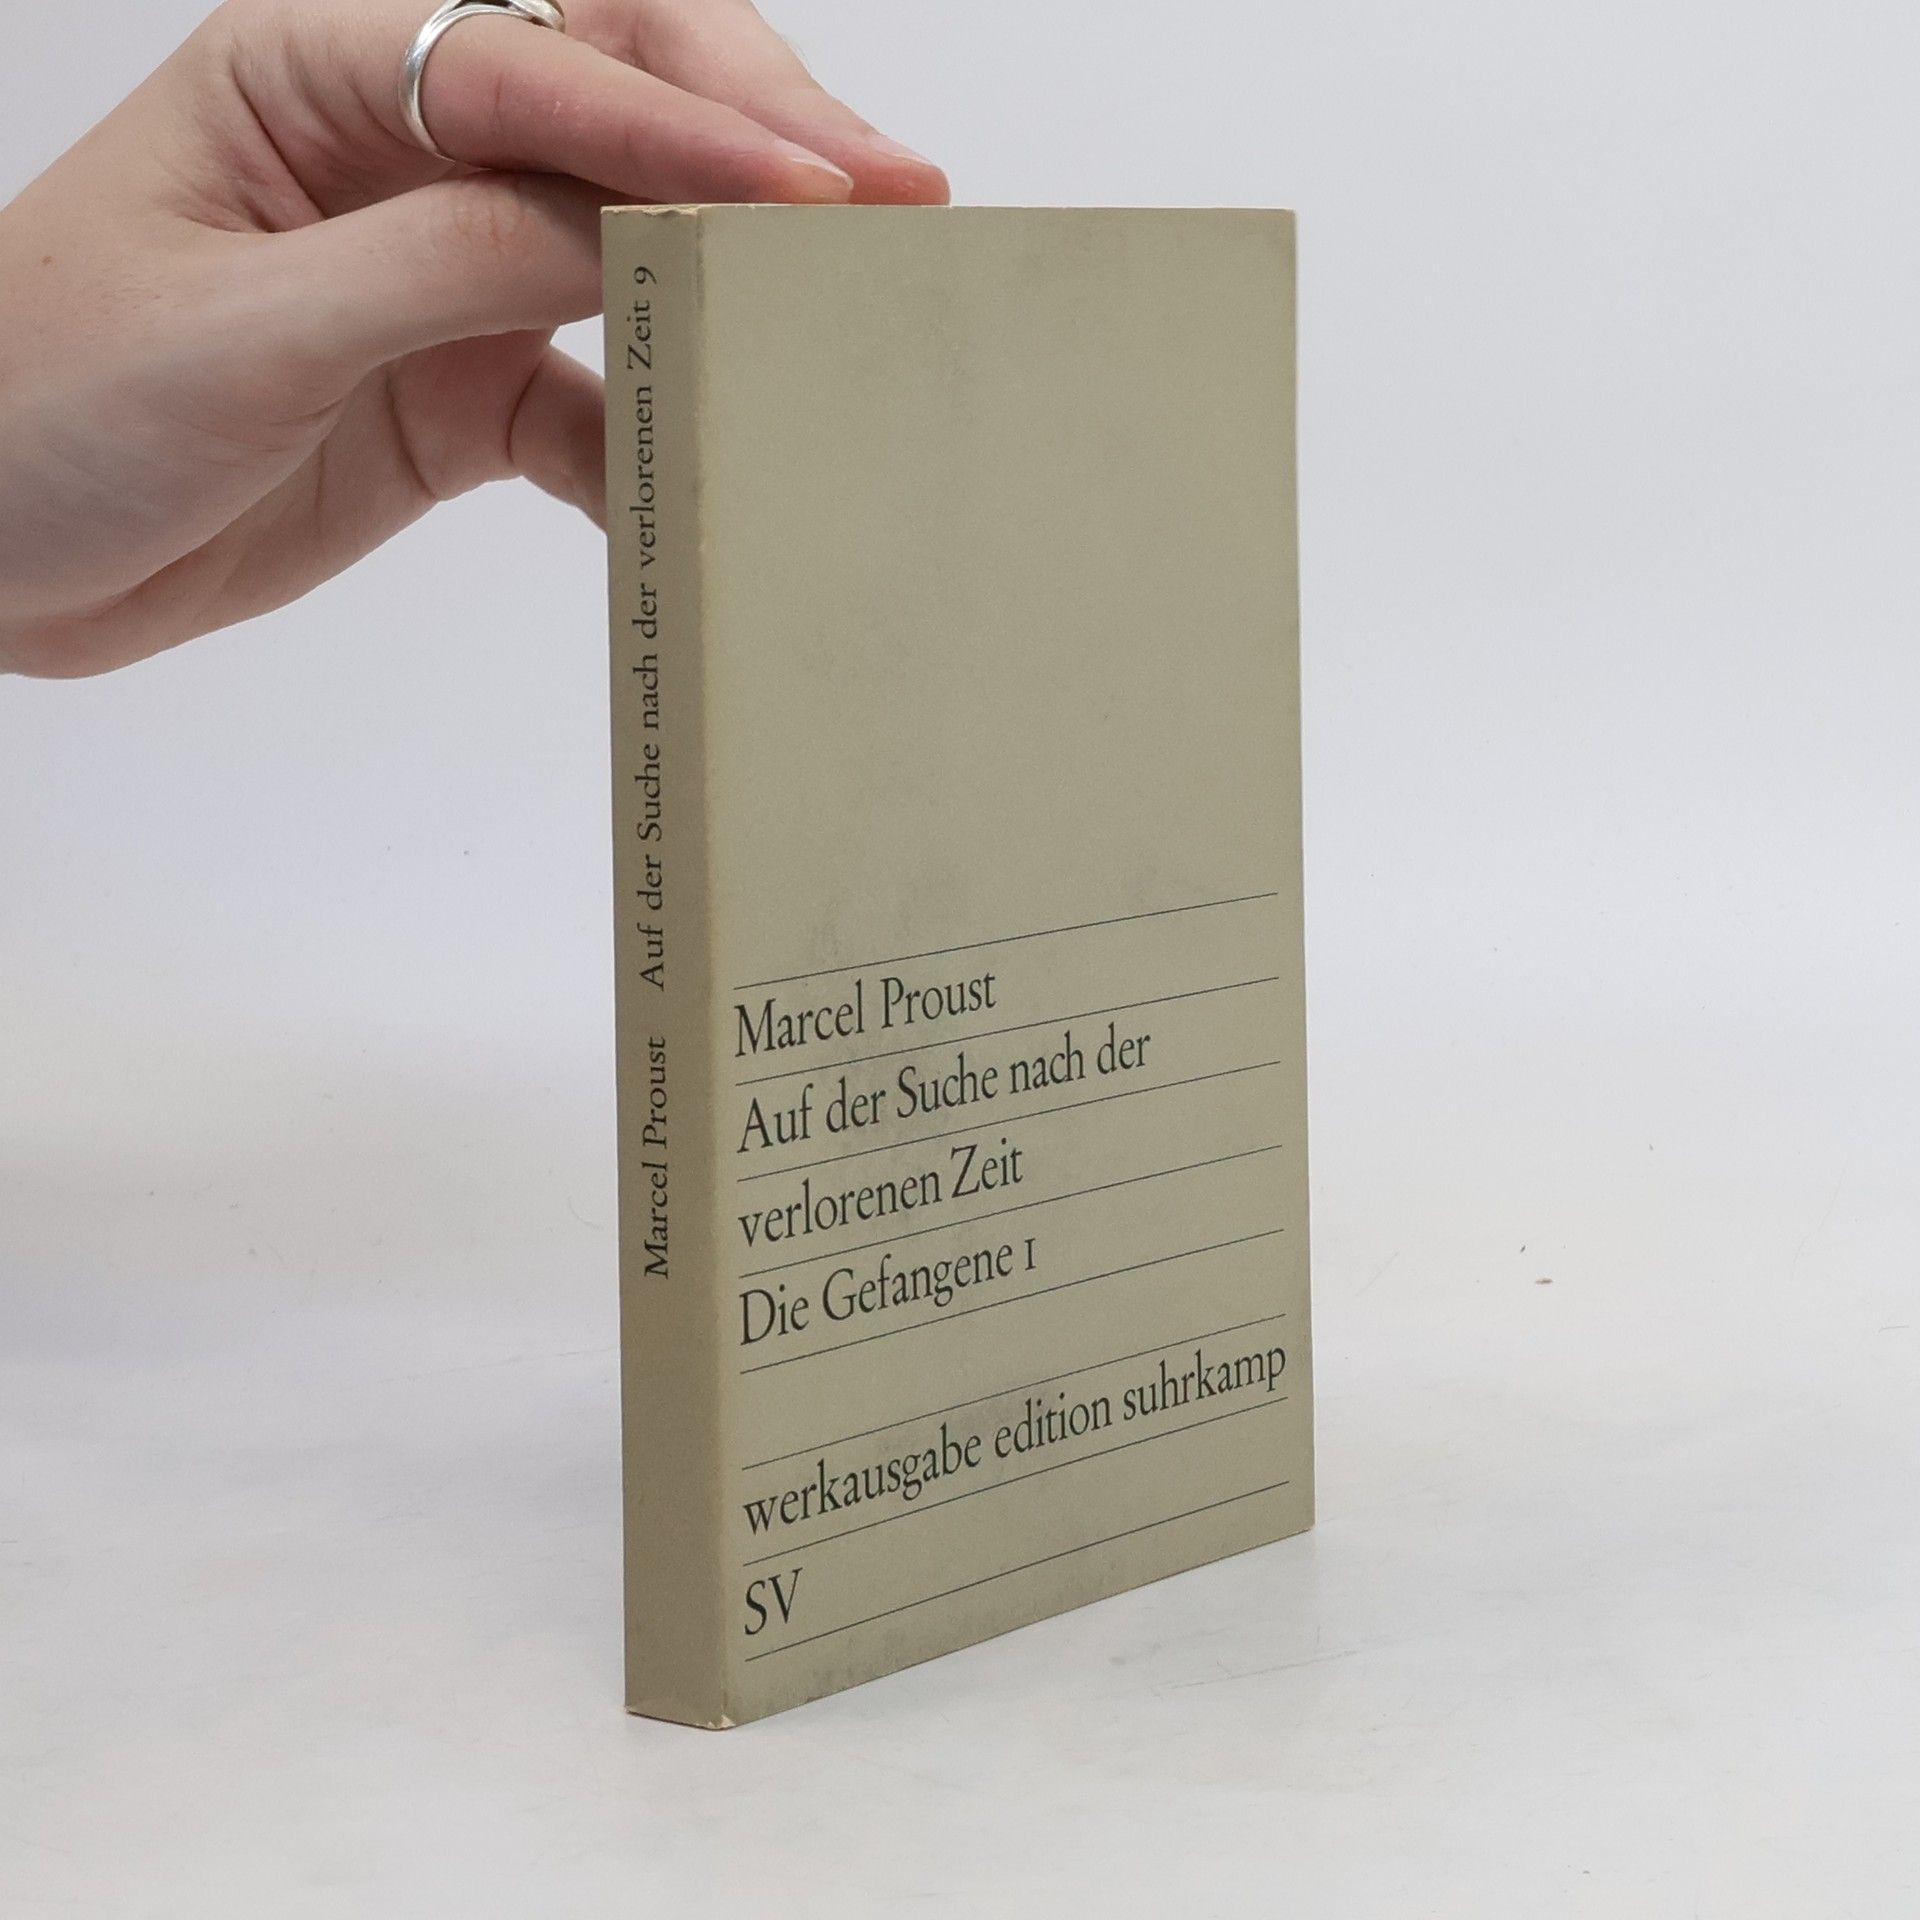 Marcel Proust Auf der Suche nach der verlorenen Zeit 9
Marcel Proust
Auf der Suche nach der
verlorenen Zeit
Die Gefangene 1
werkausgabe edition suhrkamp
SV